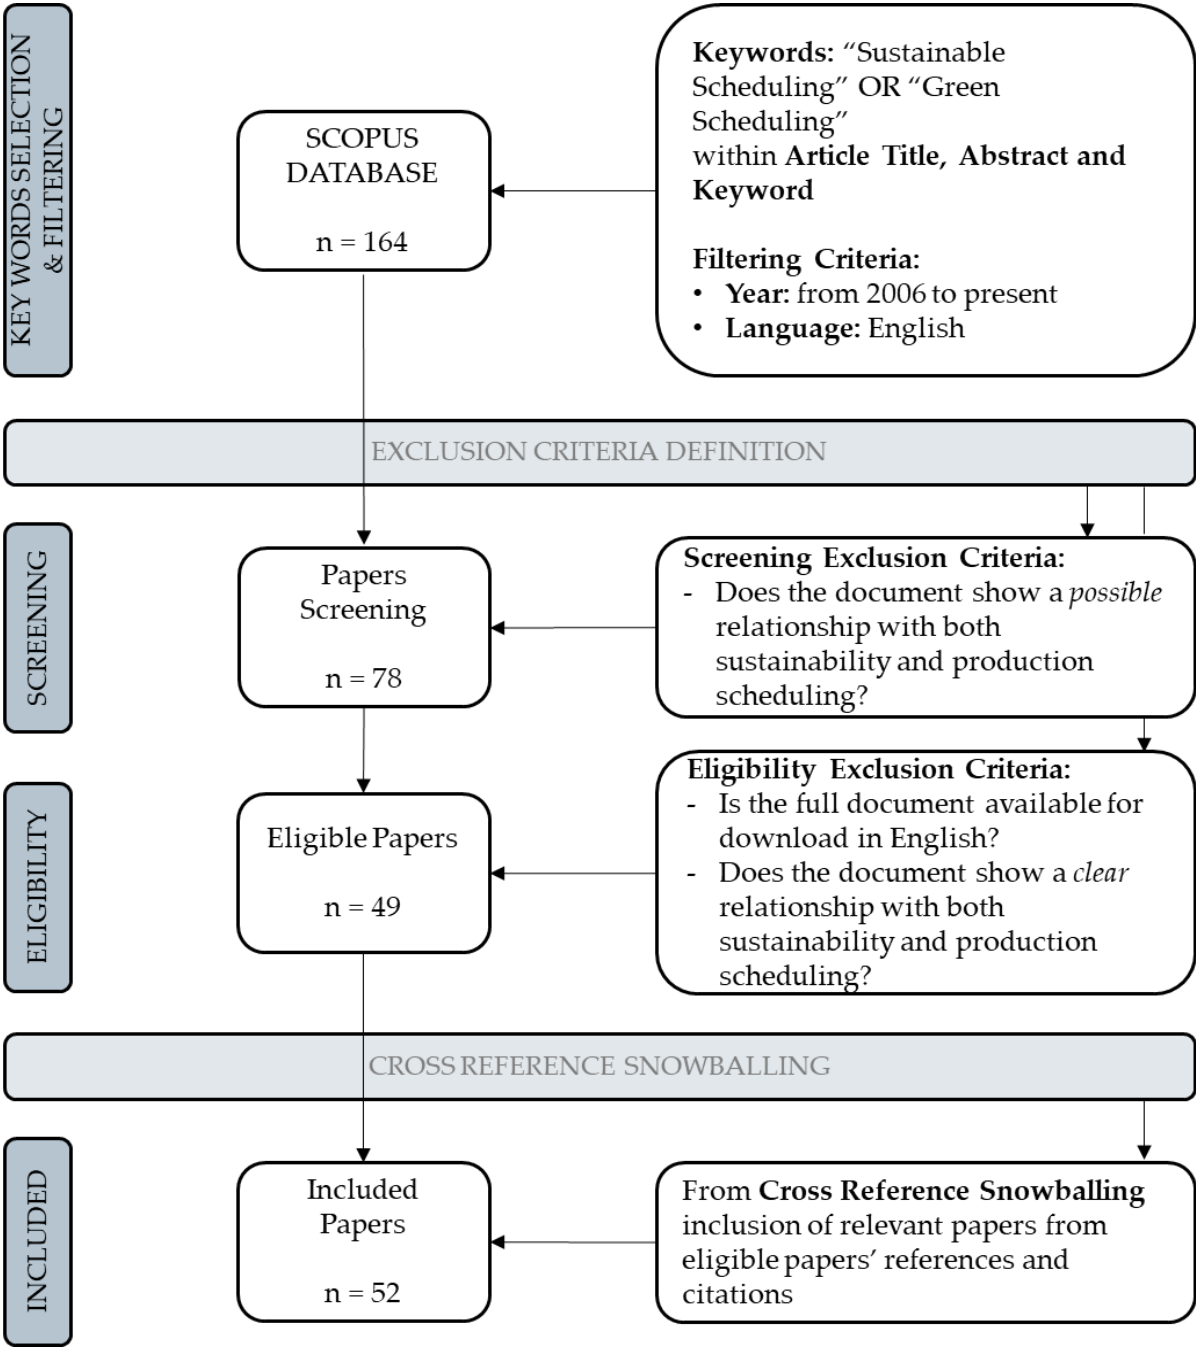 KEY WORDS SELECTION
& FILTERING
SCOPUS
DATABASE
n = 164
Keywords: “Sustainable
Scheduling” OR “Green
Scheduling”
within Article Title, Abstract and
Keyword
Filtering Criteria:
• Year: from 2006 to present
• Language: English
EXCLUSION CRITERIA DEFINITION
SCREENING
Papers
Screening
n = 78
Screening Exclusion Criteria:
- Does the document show a possible
relationship with both
sustainability and production
scheduling?
ELIGIBILITY
Eligible Papers
n = 49
Eligibility Exclusion Criteria:
- Is the full document available for
download in English?
- Does the document show a clear
relationship with both
sustainability and production
scheduling?
CROSS REFERENCE SNOWBALLING
INCLUDED
Included
Papers
n = 52
From Cross Reference Snowballing
inclusion of relevant papers from
eligible papers’ references and
citations